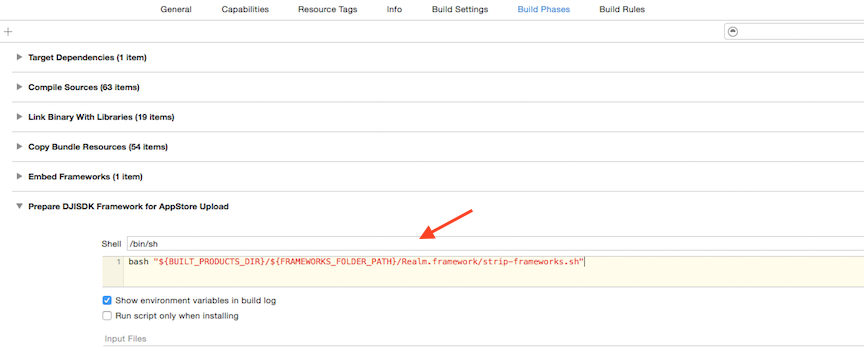 General Capabilities Resource Tags Info Build Settings Build Phases Build Rules
+
Target Dependencies (1 item)
Compile Sources (63 items)
Link Binary With Libraries (19 items)
Copy Bundle Resources (54 items)
Embed Frameworks (1 item)
Prepare DJISDK Framework for AppStore Upload
Shell /bin/sh
1 bash "${BUILT_PRODUCTS_DIR}/${FRAMEWORKS_FOLDER_PATH}/Realm.framework/strip-frameworks.sh"
Show environment variables in build log
Run script only when installing
Input Files